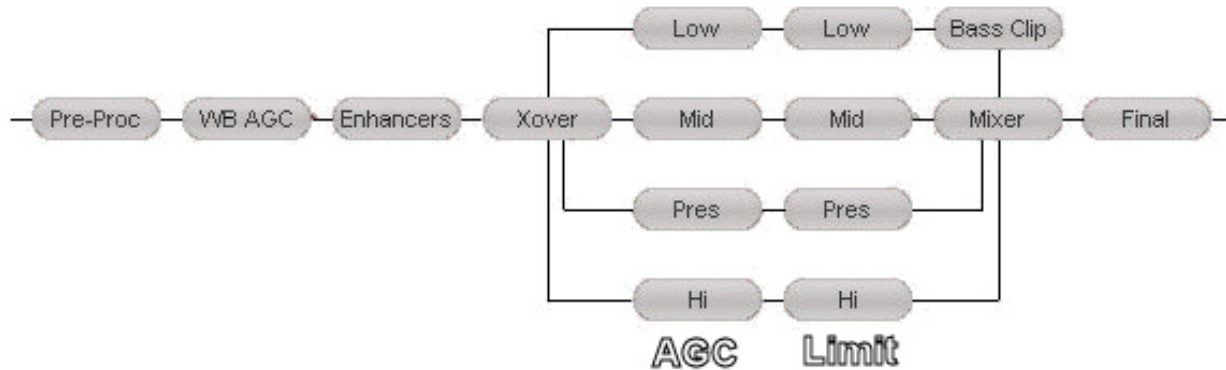 Low Low Bass Clip
Pre-Proc WB AGC Enhancers Xover Mid Mid Mixer Final
Pres Pres
Hi Hi
AGC Limit